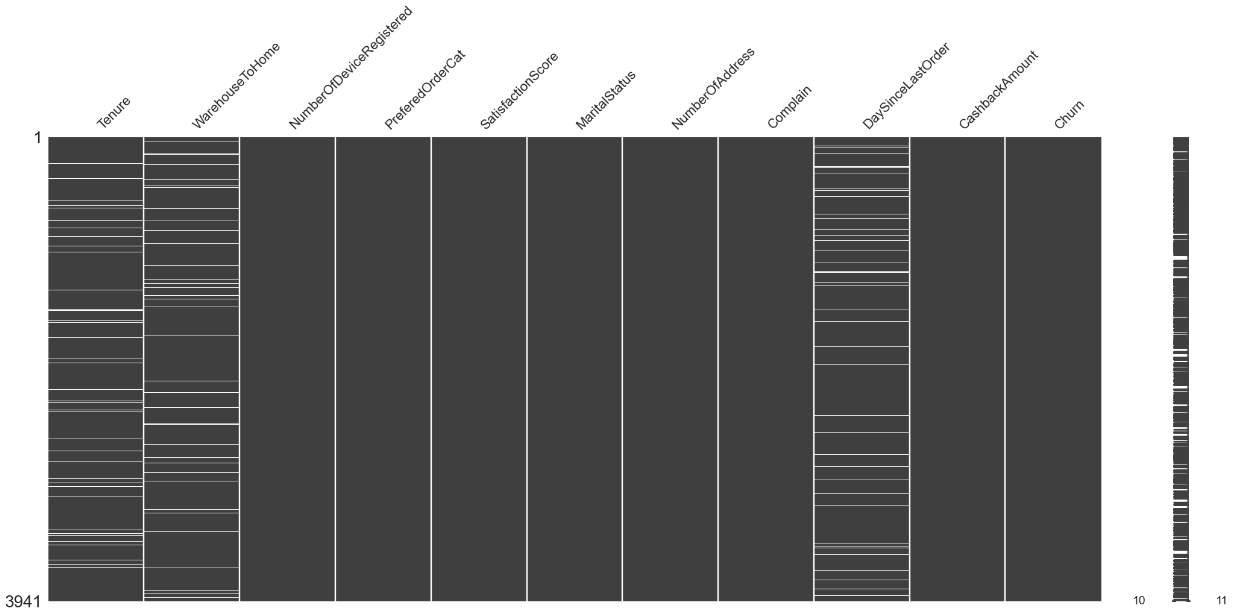 Tenure
WarehouseToHome
NumberOfDeviceRegistered
PreferedOrderCat
SatisfactionScore
MaritalStatus
NumberOfAddress
Complain
DaySinceLastOrder
CashbackAmount
Churn
1
3941
10
11